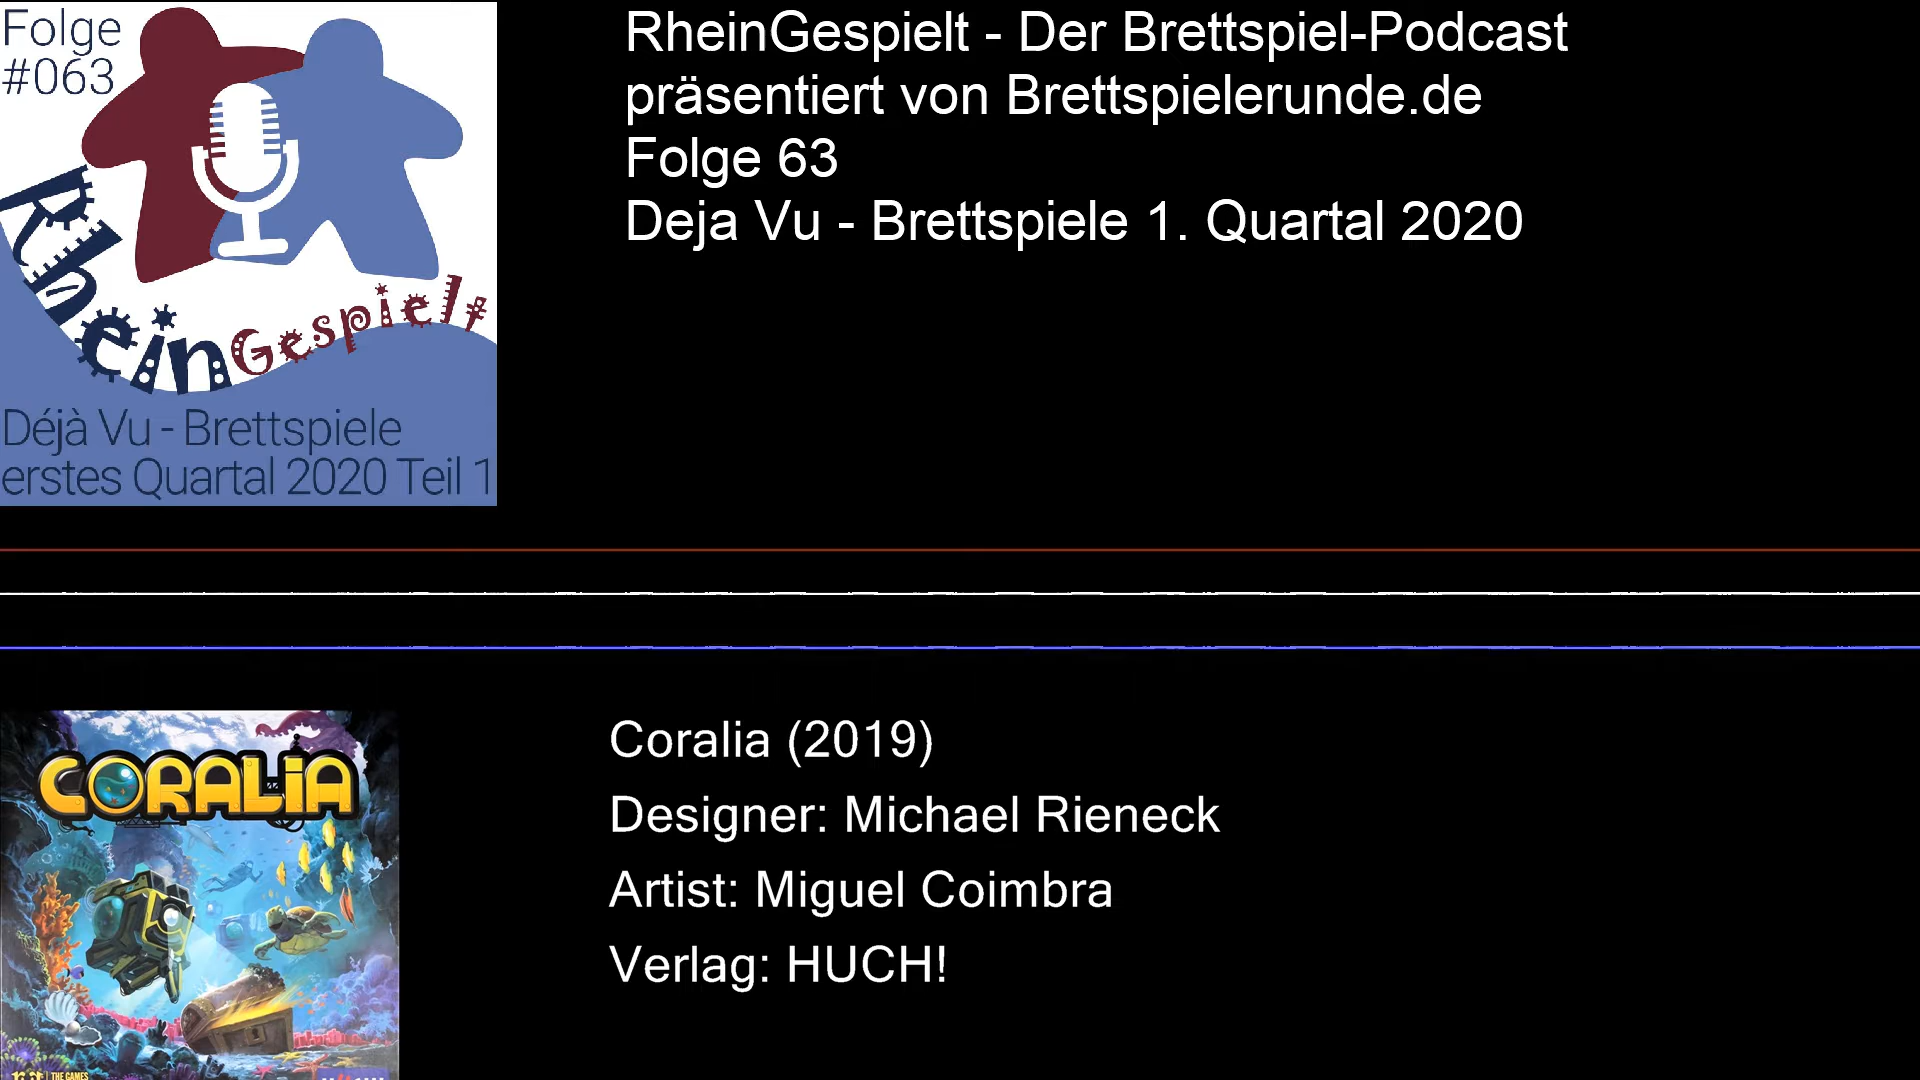 Folge
#063
RheinGespielt
Déjà Vu - Brettspiele
erstes Quartal 2020 Teil 1
RheinGespielt - Der Brettspiel-Podcast
präsentiert von Brettspielerunde.de
Folge 63
Deja Vu - Brettspiele 1. Quartal 2020
CORALIA
THE GAMES
Coralia (2019)
Designer: Michael Rieneck
Artist: Miguel Coimbra
Verlag: HUCH!